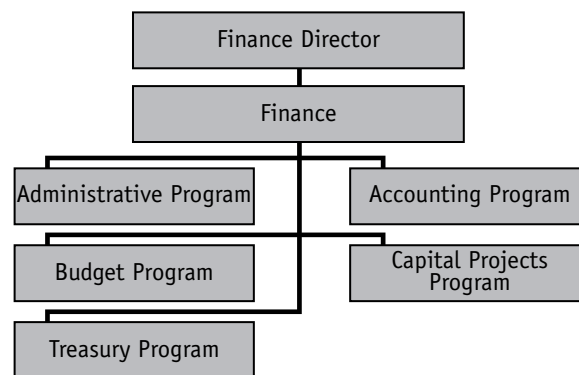 Finance Director
Finance
Administrative Program
Accounting Program
Budget Program
Capital Projects
Program
Treasury Program